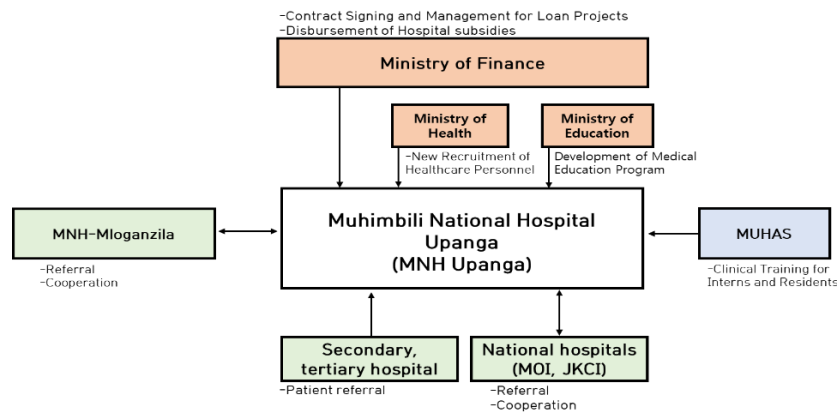 -Contract Signing and Management for Loan Projects
-Disbursement of Hospital subsidies
Ministry of Finance
Ministry of
Health
Ministry of
Education
-New Recruitment of
Healthcare Personnel
Development of Medical
Education Program
MNH-Mloganzila
-Referral
-Cooperation
Muhimbili National Hospital
Upanga
(MNH Upanga)
MUHAS
-Clinical Training for
Interns and Residents
Secondary,
tertiary hospital
-Patient referral
National hospitals
(MOI, JKCI)
-Referral
-Cooperation